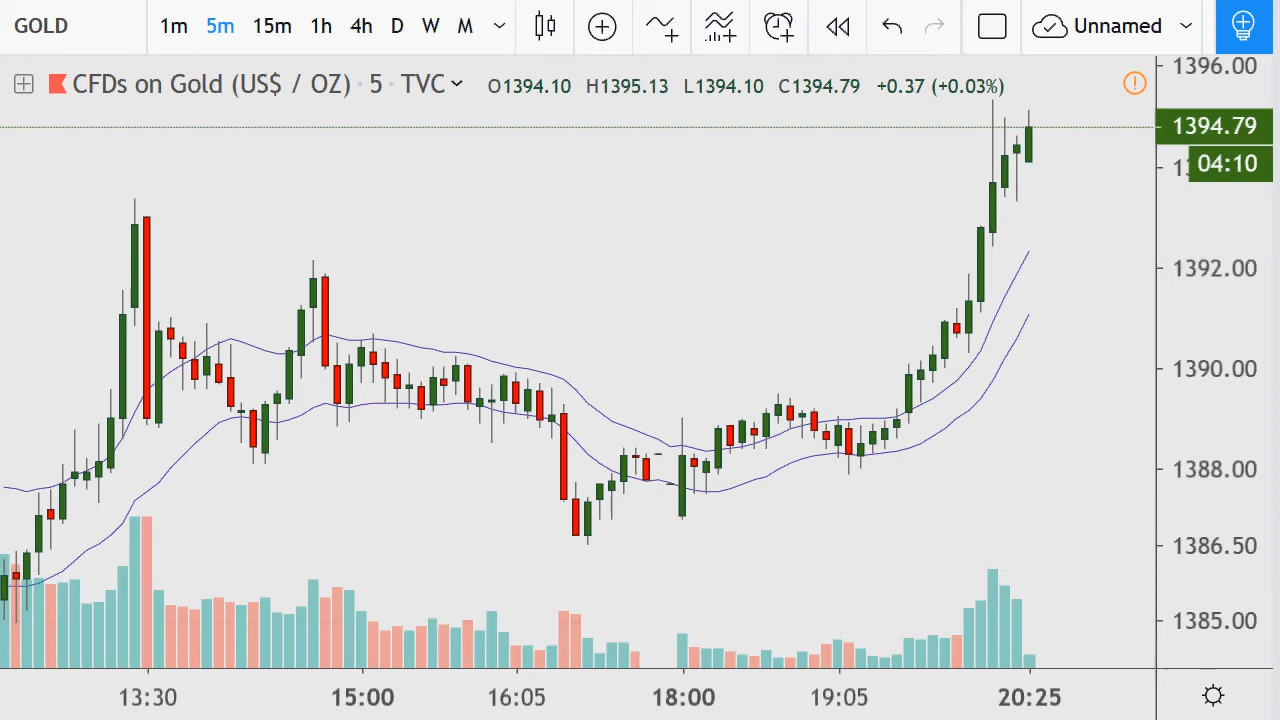 GOLD 1m 5m 15m 1h 4h D W M Unnamed
CFDs on Gold (US$ / OZ) · 5 · TVC O1394.10 H1395.13 L1394.10 C1394.79 +0.37 (+0.03%)
1396.00
1394.79
04:10
1392.00
1390.00
1388.00
1386.50
1385.00
13:30 15:00 16:05 18:00 19:05 20:25